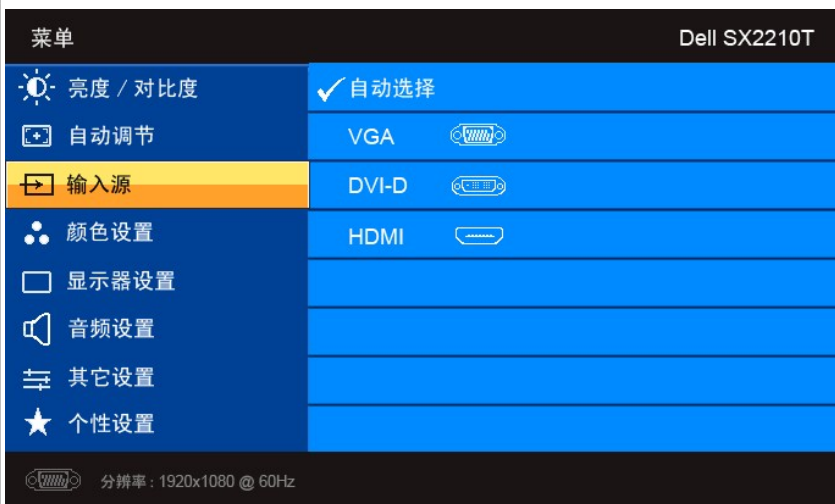 菜单 Dell SX2210T
亮度 / 对比度 自动选择
自动调节 VGA
输入源 DVI-D
颜色设置 HDMI
显示器设置
音频设置
其它设置
个性设置
分辨率 : 1920x1080 @ 60Hz